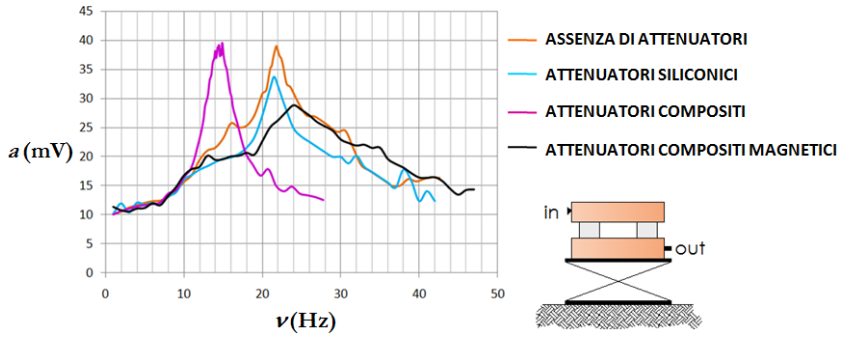 45
40
35
30
25
20
15
10
5
0
a (mV)
0 10 20 30 40 50
ν (Hz)
ASSENZA DI ATTENUATORI
ATTENUATORI SILICONICI
ATTENUATORI COMPOSITI
ATTENUATORI COMPOSITI MAGNETICI
in
out